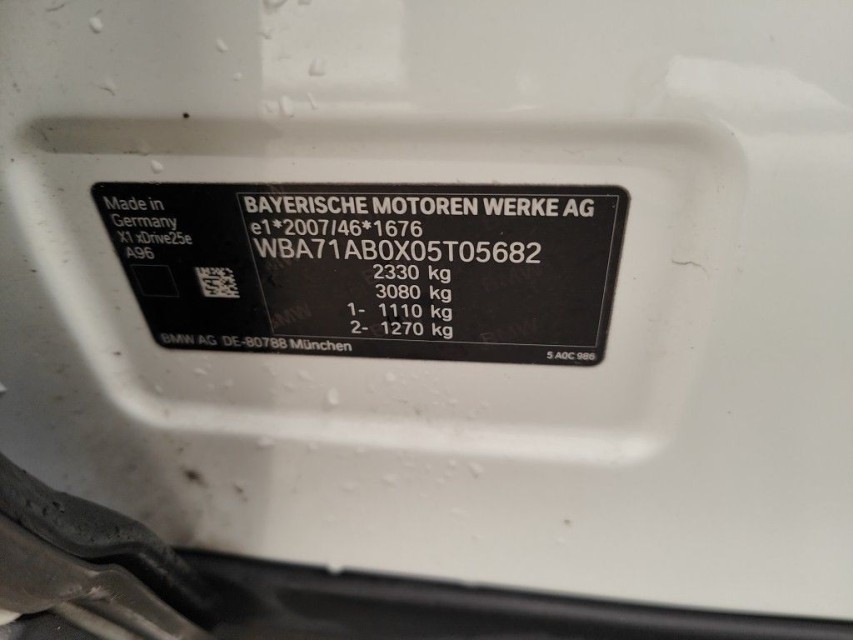 Made in
Germany
X1 xDrive25e
A96
BAYERISCHE MOTOREN WERKE AG
e1*2007/46*1676
WBA71AB0X05T05682
2330 kg
3080 kg
1- 1110 kg
2- 1270 kg
BMW AG DE-80788 München
5 A0C 986